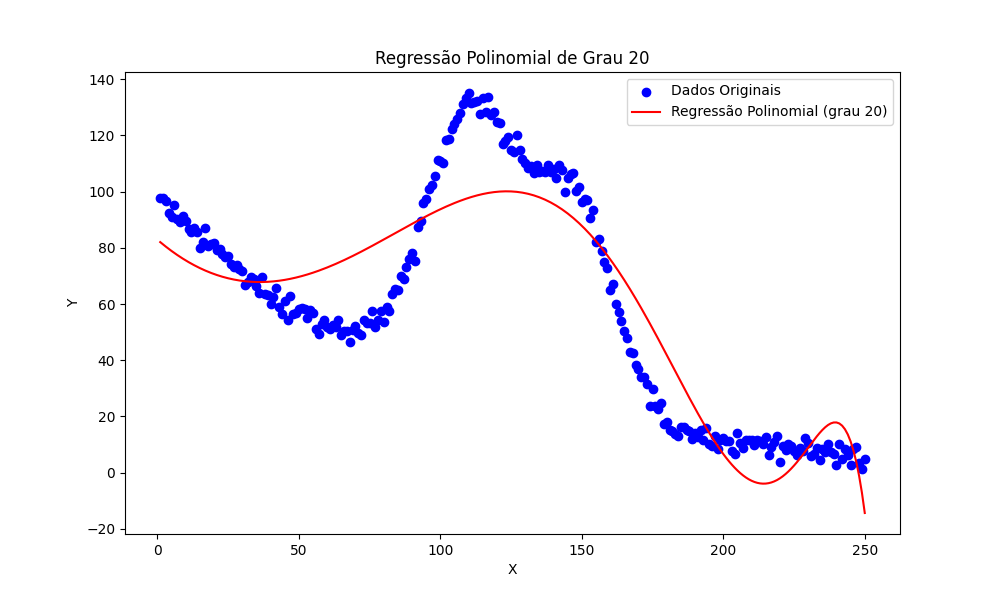 Regressão Polinomial de Grau 20
Dados Originais
Regressão Polinomial (grau 20)
140
120
100
80
60
40
20
0
−20
Y
0 50 100 150 200 250
X